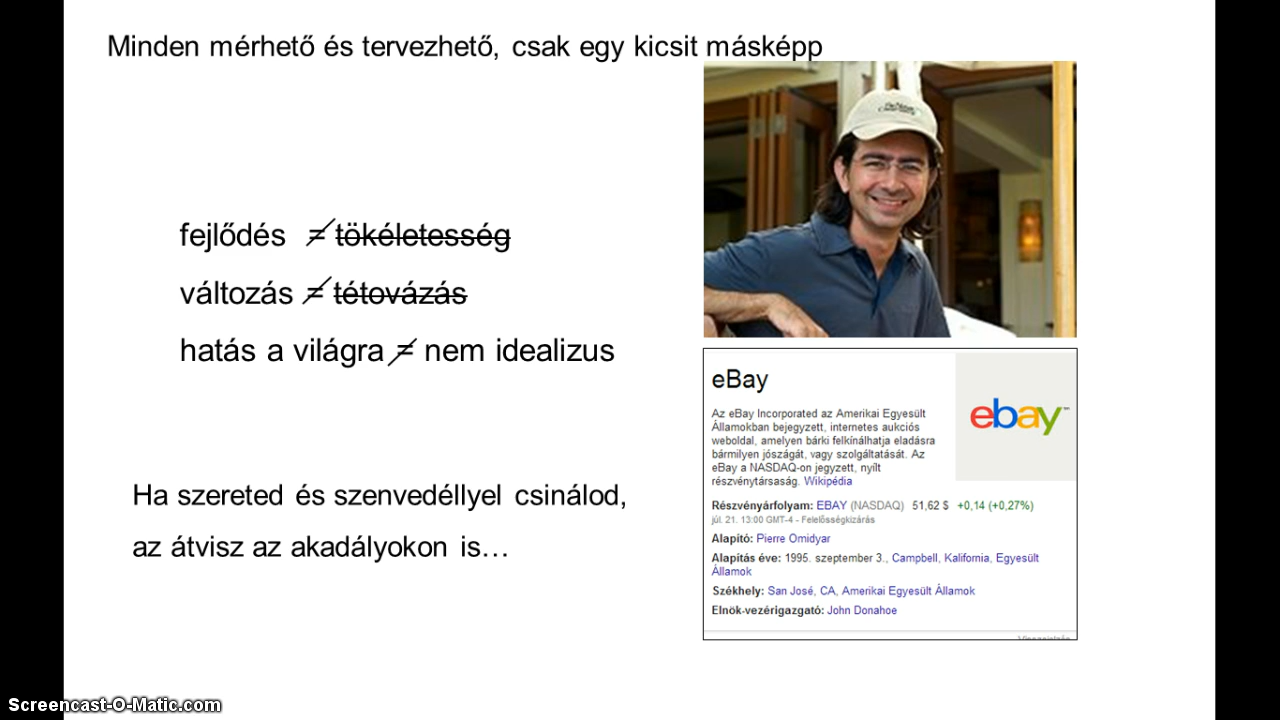 Minden mérhető és tervezhető, csak egy kicsit másképp
fejlődés = tökéletesség
változás = tétovázás
hatás a világra = nem idealizus
Ha szereted és szenvedéllyel csinálod,
az átvisz az akadályokon is…
eBay
ebay™
Az eBay Incorporated az Amerikai Egyesült
Államokban bejegyzett, internetes aukciós
weboldal, amelyen bárki felkínálhatja eladásra
bármilyen jószágát, vagy szolgáltatását. Az
eBay a NASDAQ-on jegyzett, nyílt
részvénytársaság. Wikipédia
Részvényárfolyam: EBAY (NASDAQ) 51,62 $ +0,14 (+0,27%)
júl. 21. 13:00 GMT-4 - Felelősségkizárás
Alapító: Pierre Omidyar
Alapítás éve: 1995. szeptember 3., Campbell, Kalifornia, Egyesült
Államok
Székhely: San José, CA, Amerikai Egyesült Államok
Elnök-vezérigazgató: John Donahoe
Screencast-O-Matic.com